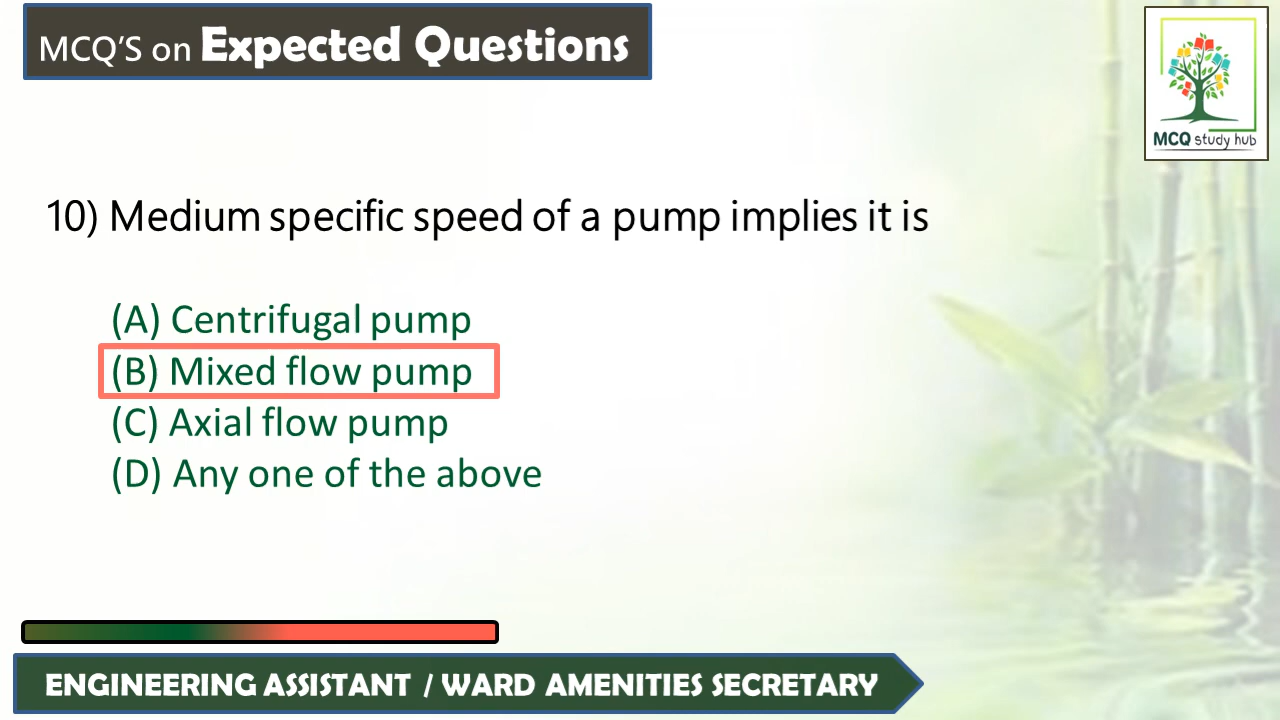 MCQ'S on Expected Questions
MCQ study hub
10) Medium specific speed of a pump implies it is
(A) Centrifugal pump
(B) Mixed flow pump
(C) Axial flow pump
(D) Any one of the above
ENGINEERING ASSISTANT / WARD AMENITIES SECRETARY